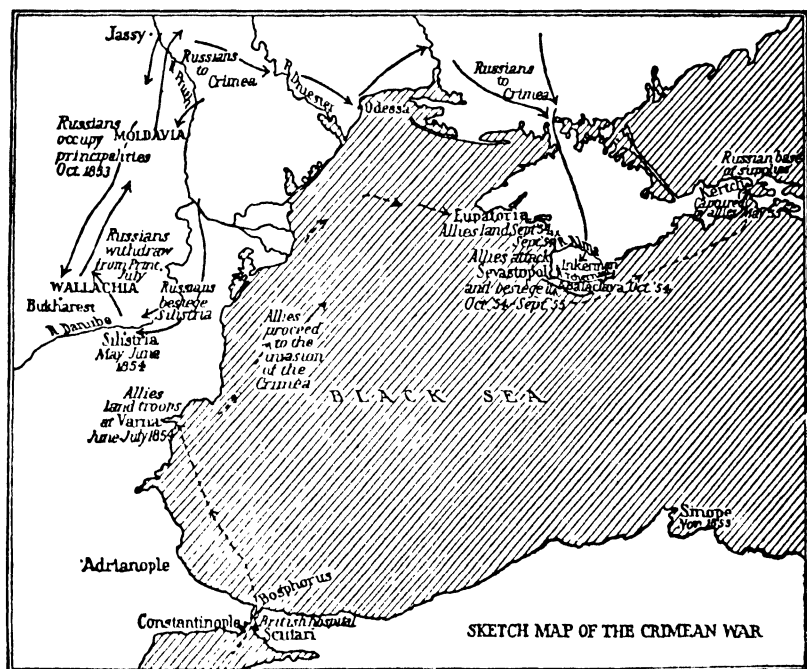 Jassy
R. Pruth
Russians
to
Crimea
R. Dniester
Russians
to
Crimea
Odessa
Russians
occupy
principalities
Oct. 1853
MOLDAVIA
Russian base
of supplies
Kertch
Captured
by allies May '55
Eupatoria
Allies land, Sept. '54
Sept. '54
R. Alma
Allies attack
Sevastopol
and besiege it
Oct. '54-Sept. '55
Inkerman
Balaclava Oct. '54
Russians
withdraw
from Princ.
July
WALLACHIA
Bukharest
R. Danube
Russians
besiege
Silistria
Silistria
May-June
1854
Allies
proceed
to the
invasion
of the
Crimea
BLACK SEA
Allies
land troops
at Varna
June-July 1854
Sinope
Nov. 1853
Adrianople
Bosphorus
Constantinople
British hospital
Scutari
SKETCH MAP OF THE CRIMEAN WAR